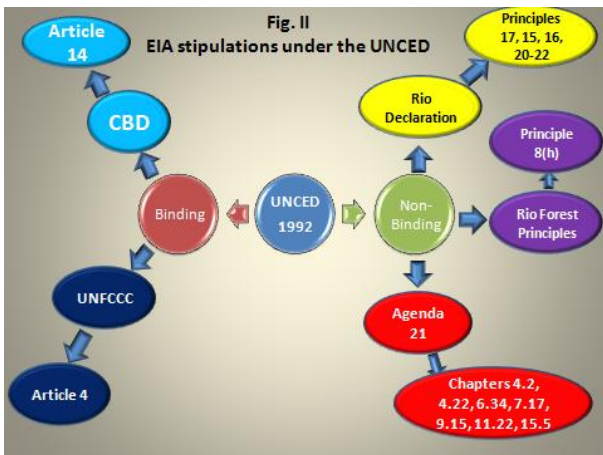 Fig. II
EIA stipulations under the UNCED
Article
14
CBD
Binding
UNFCCC
Article 4
UNCED
1992
Non-
Binding
Rio
Declaration
Principles
17, 15, 16,
20-22
Rio Forest
Principles
Principle
8(h)
Agenda
21
Chapters 4.2,
4.22, 6.34, 7.17,
9.15, 11.22, 15.5